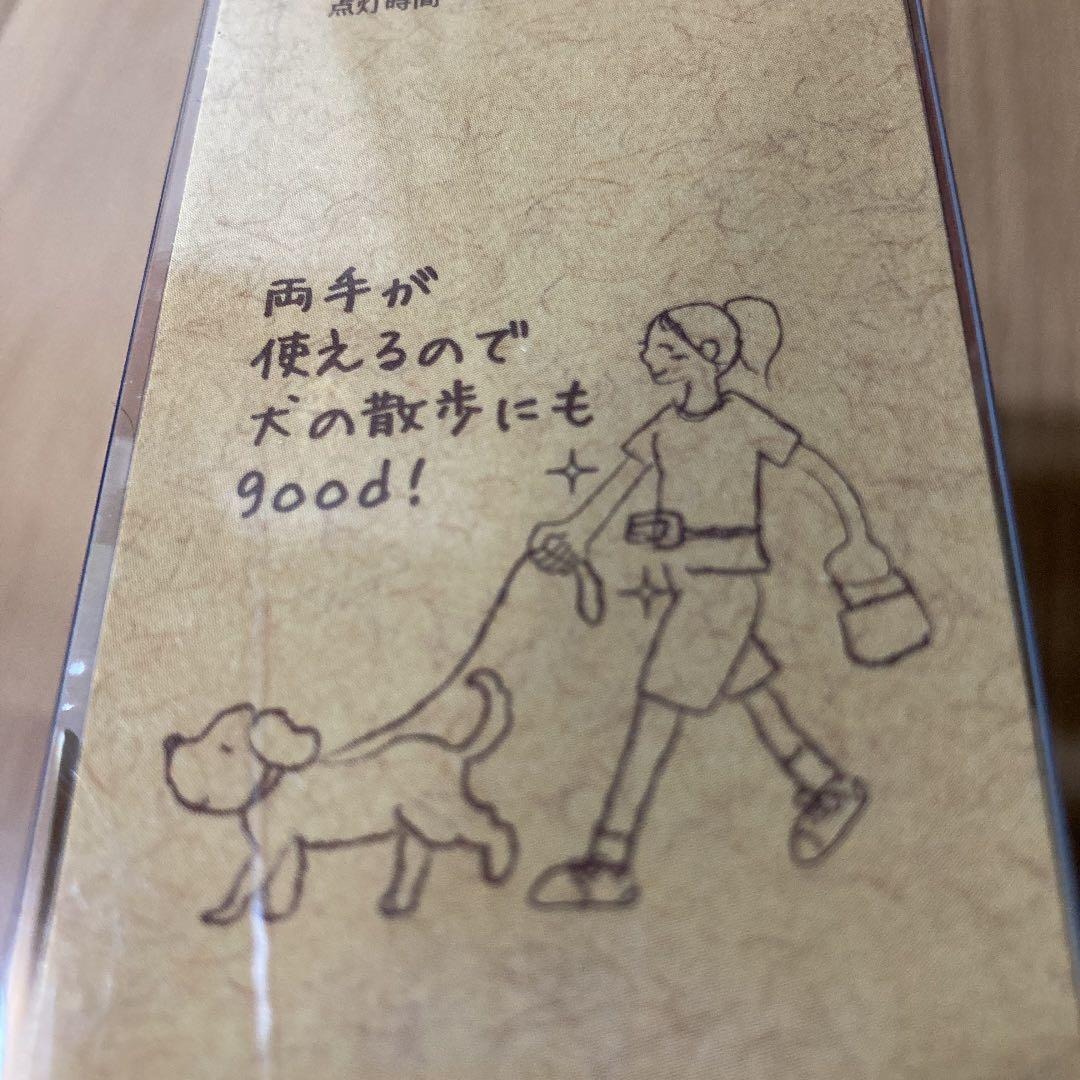 点灯時間
両手が
使えるので
犬の散歩にも
good!